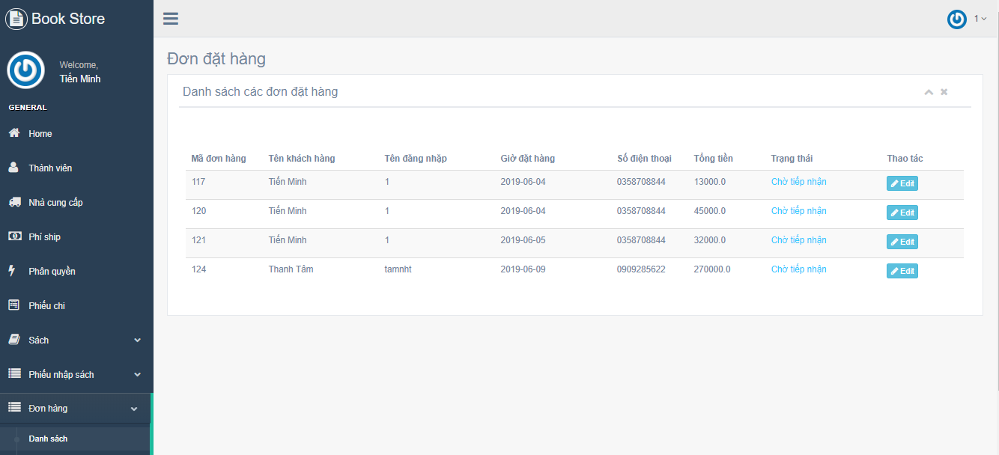 Book Store
1
Welcome,
Tiến Minh
GENERAL
Home
Thành viên
Nhà cung cấp
Phí ship
Phân quyền
Phiếu chi
Sách
Phiếu nhập sách
Đơn hàng
Danh sách
Đơn đặt hàng
Danh sách các đơn đặt hàng
Mã đơn hàng Tên khách hàng Tên đăng nhập Giờ đặt hàng Số điện thoại Tổng tiền Trạng thái Thao tác
117 Tiến Minh 1 2019-06-04 0358708844 13000.0 Chờ tiếp nhận Edit
120 Tiến Minh 1 2019-06-04 0358708844 45000.0 Chờ tiếp nhận Edit
121 Tiến Minh 1 2019-06-05 0358708844 32000.0 Chờ tiếp nhận Edit
124 Thanh Tâm tamnht 2019-06-09 0909285622 270000.0 Chờ tiếp nhận Edit